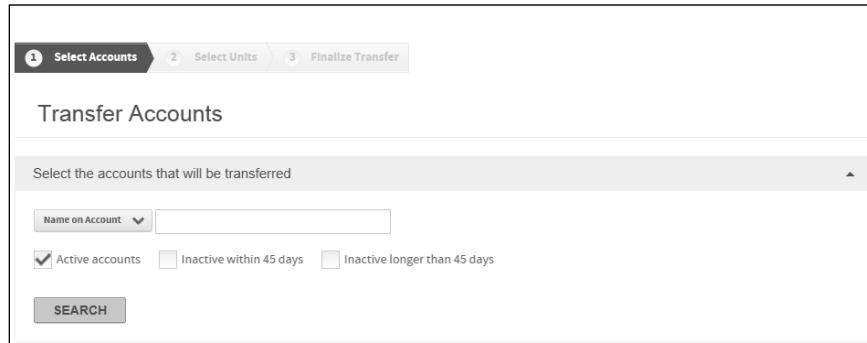 1 Select Accounts 2 Select Units 3 Finalize Transfer
Transfer Accounts
Select the accounts that will be transferred
Name on Account
Active accounts Inactive within 45 days Inactive longer than 45 days
SEARCH